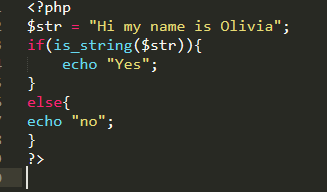 <?php
$str = "Hi my name is Olivia";
if(is_string($str)){
    echo "Yes";
}
else{
echo "no";
}
?>